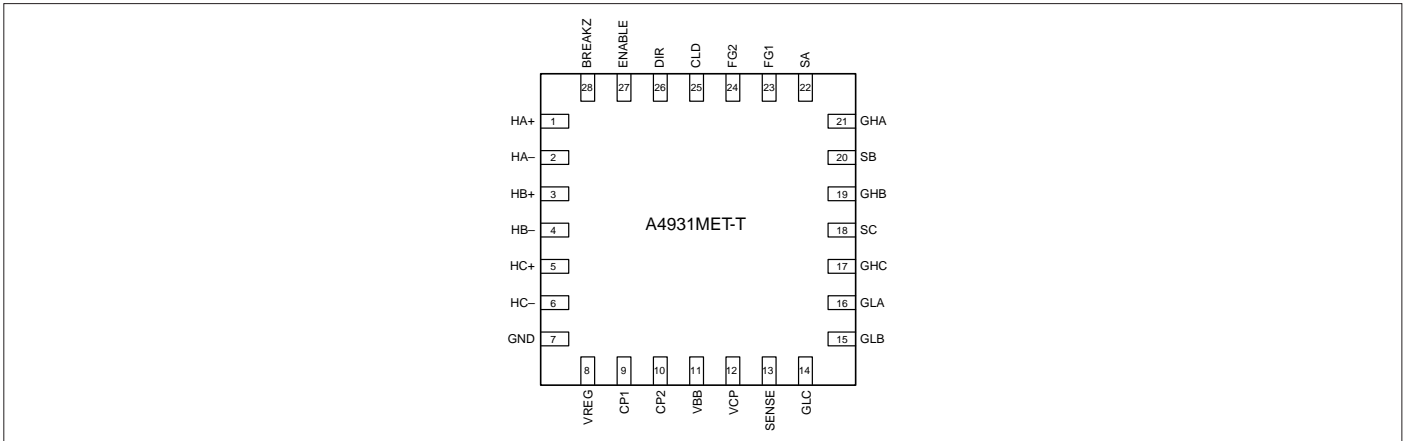 BREAKZ
ENABLE
DIR
CLD
FG2
FG1
SA
28
27
26
25
24
23
22
HA+ 1
HA– 2
HB+ 3
HB– 4
HC+ 5
HC– 6
GND 7
A4931MET-T
21 GHA
20 SB
19 GHB
18 SC
17 GHC
16 GLA
15 GLB
8
9
10
11
12
13
14
VREG
CP1
CP2
VBB
VCP
SENSE
GLC